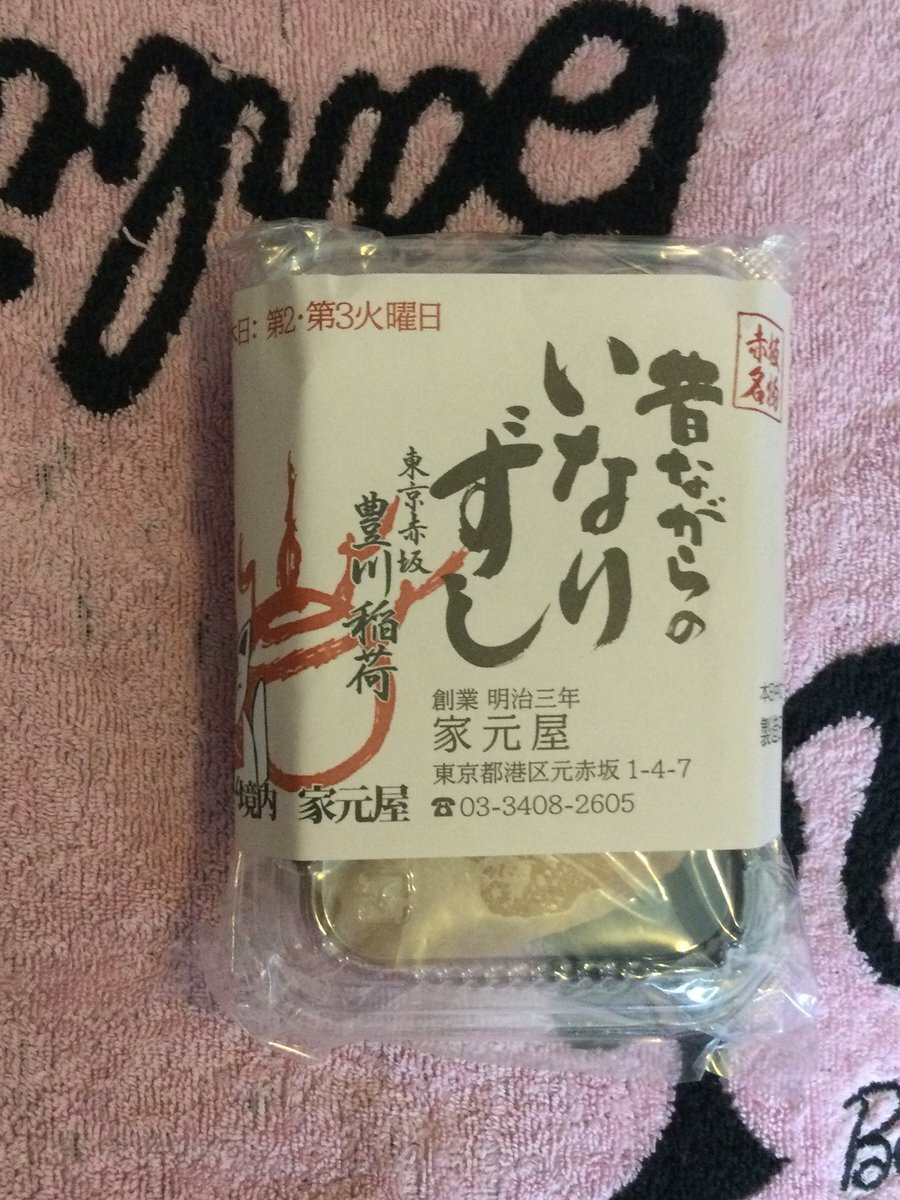 赤坂
名物
昔ながらの
いなり
ずし
東京赤坂
豊川稲荷
日: 第2・第3火曜日
創業 明治三年
家元屋
東京都港区元赤坂 1-4-7
☎03-3408-2605
境内 家元屋
製造